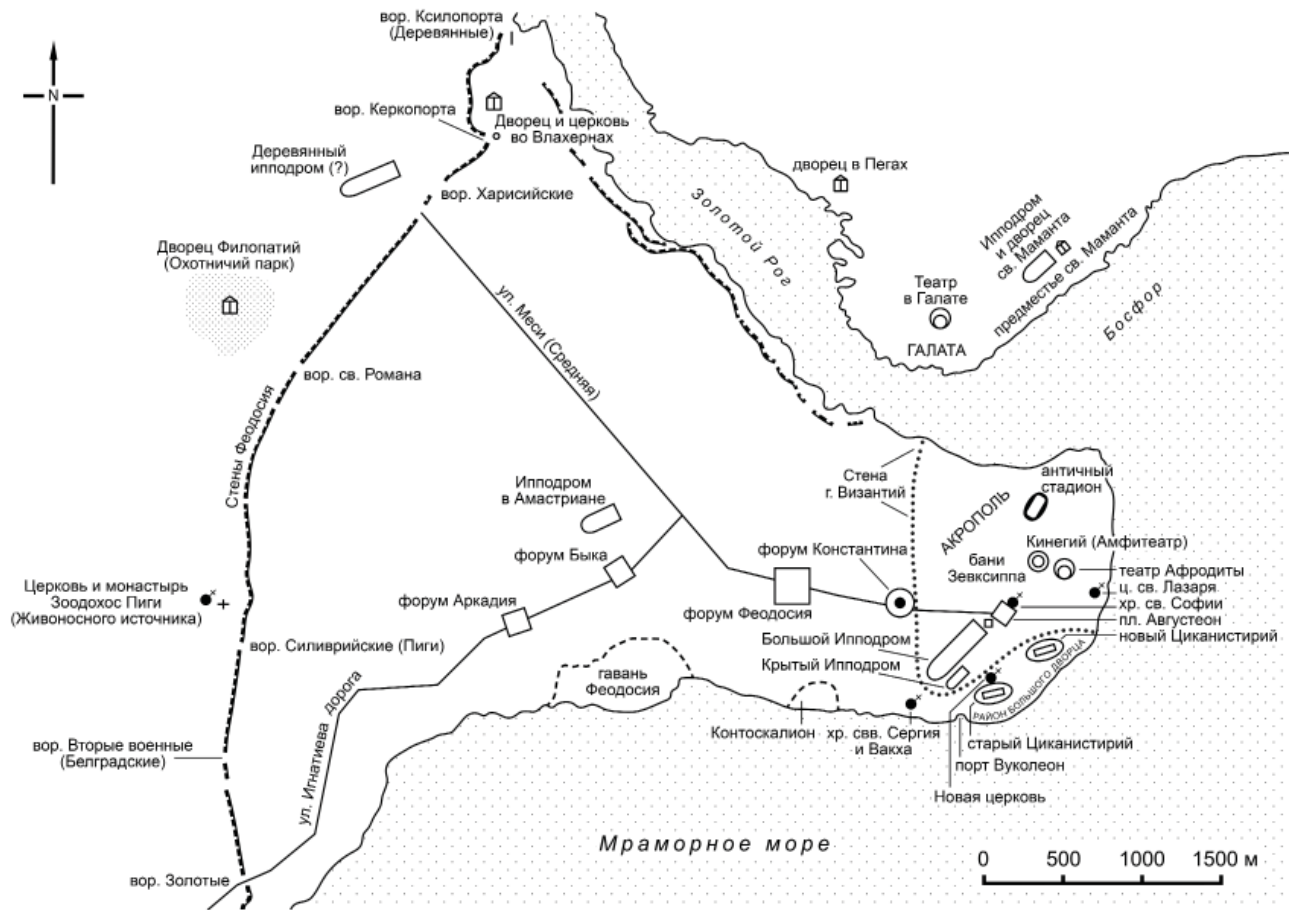 вор. Ксилопорта
(Деревянные)
N
вор. Керкопорта
Дворец и церковь
во Влахернах
Деревянный
ипподром (?)
вор. Харисийские
дворец в Пегах
Золотой Рог
Ипподром
и дворец
св. Маманта
предместье св. Маманта
Босфор
Дворец Филопатий
(Охотничий парк)
Театр
в Галате
ГАЛАТА
ул. Меси (Средняя)
вор. св. Романа
Стены Феодосия
Стена
г. Византий
античный
стадион
АКРОПОЛЬ
Ипподром
в Амастриане
Кинегий (Амфитеатр)
форум Быка
форум Константина
бани
Зевксиппа
театр Афродиты
ц. св. Лазаря
хр. св. Софии
пл. Августеон
новый Циканистирий
Церковь и монастырь
Зоодохос Пиги
(Живоносного источника)
форум Аркадия
форум Феодосия
вор. Силиврийские (Пиги)
Большой Ипподром
Крытый Ипподром
РАЙОН БОЛЬШОГО ДВОРЦА
гавань
Феодосия
ул. Игнатиева дорога
Контоскалион
хр. свв. Сергия
и Вакха
старый Циканистирий
порт Вуколеон
Новая церковь
вор. Вторые военные
(Белградские)
Мраморное море
вор. Золотые
0 500 1000 1500 м